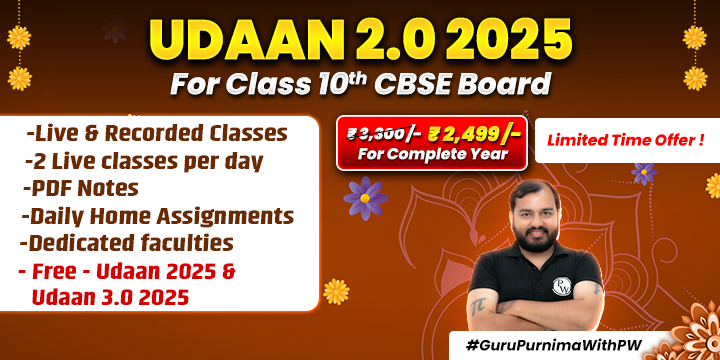 UDAAN 2.0 2025
For Class 10th CBSE Board
-Live & Recorded Classes
-2 Live classes per day
-PDF Notes
-Daily Home Assignments
-Dedicated faculties
- Free - Udaan 2025 &
Udaan 3.0 2025
₹ 3,300/- ₹ 2,499/-
For Complete Year
Limited Time Offer !
PW
π
#GuruPurnimaWithPW